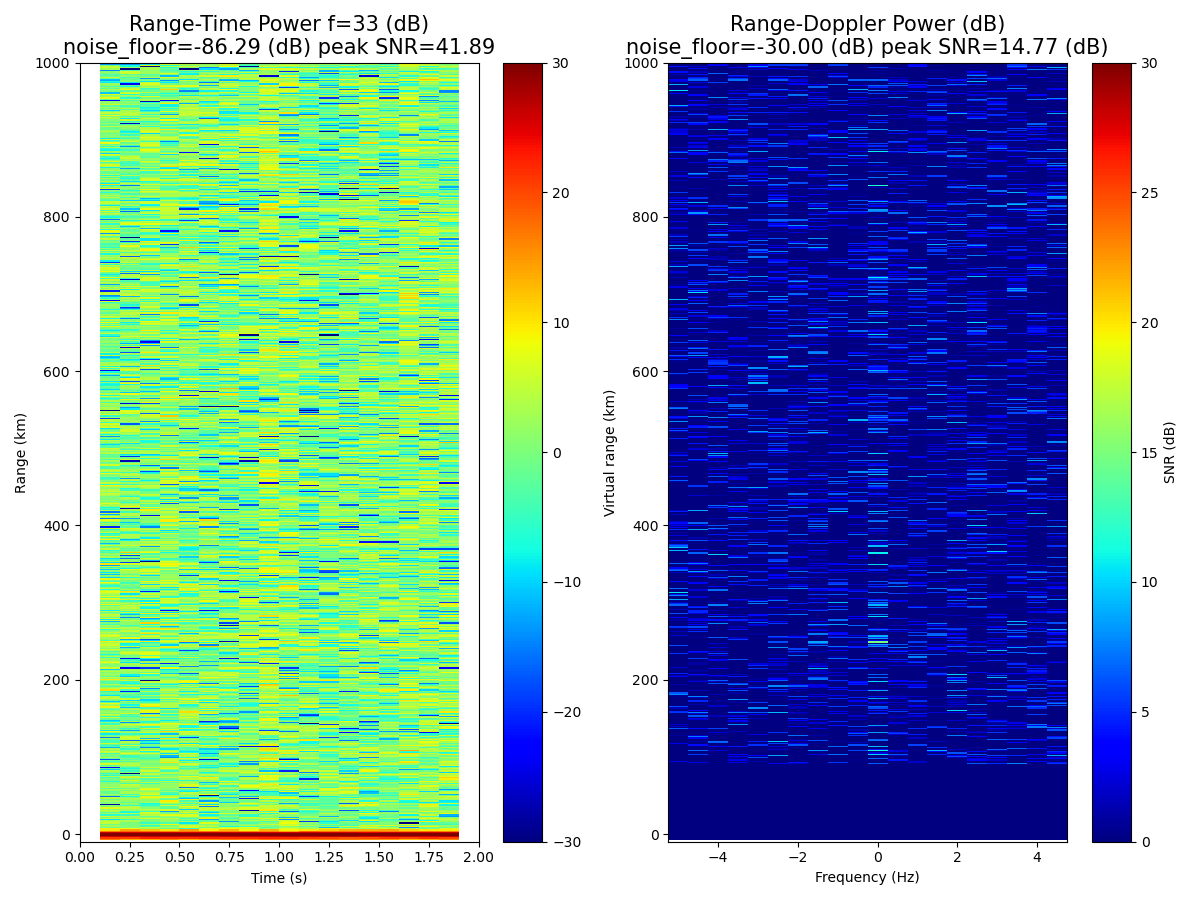 Range-Time Power f=33 (dB)
noise_floor=-86.29 (dB) peak SNR=41.89
1000
800
600
400
200
0
Range (km)
0.00 0.25 0.50 0.75 1.00 1.25 1.50 1.75 2.00
Time (s)
30
20
10
0
−10
−20
−30
Range-Doppler Power (dB)
noise_floor=-30.00 (dB) peak SNR=14.77 (dB)
1000
800
600
400
200
0
Virtual range (km)
−4 −2 0 2 4
Frequency (Hz)
30
25
20
15
10
5
0
SNR (dB)